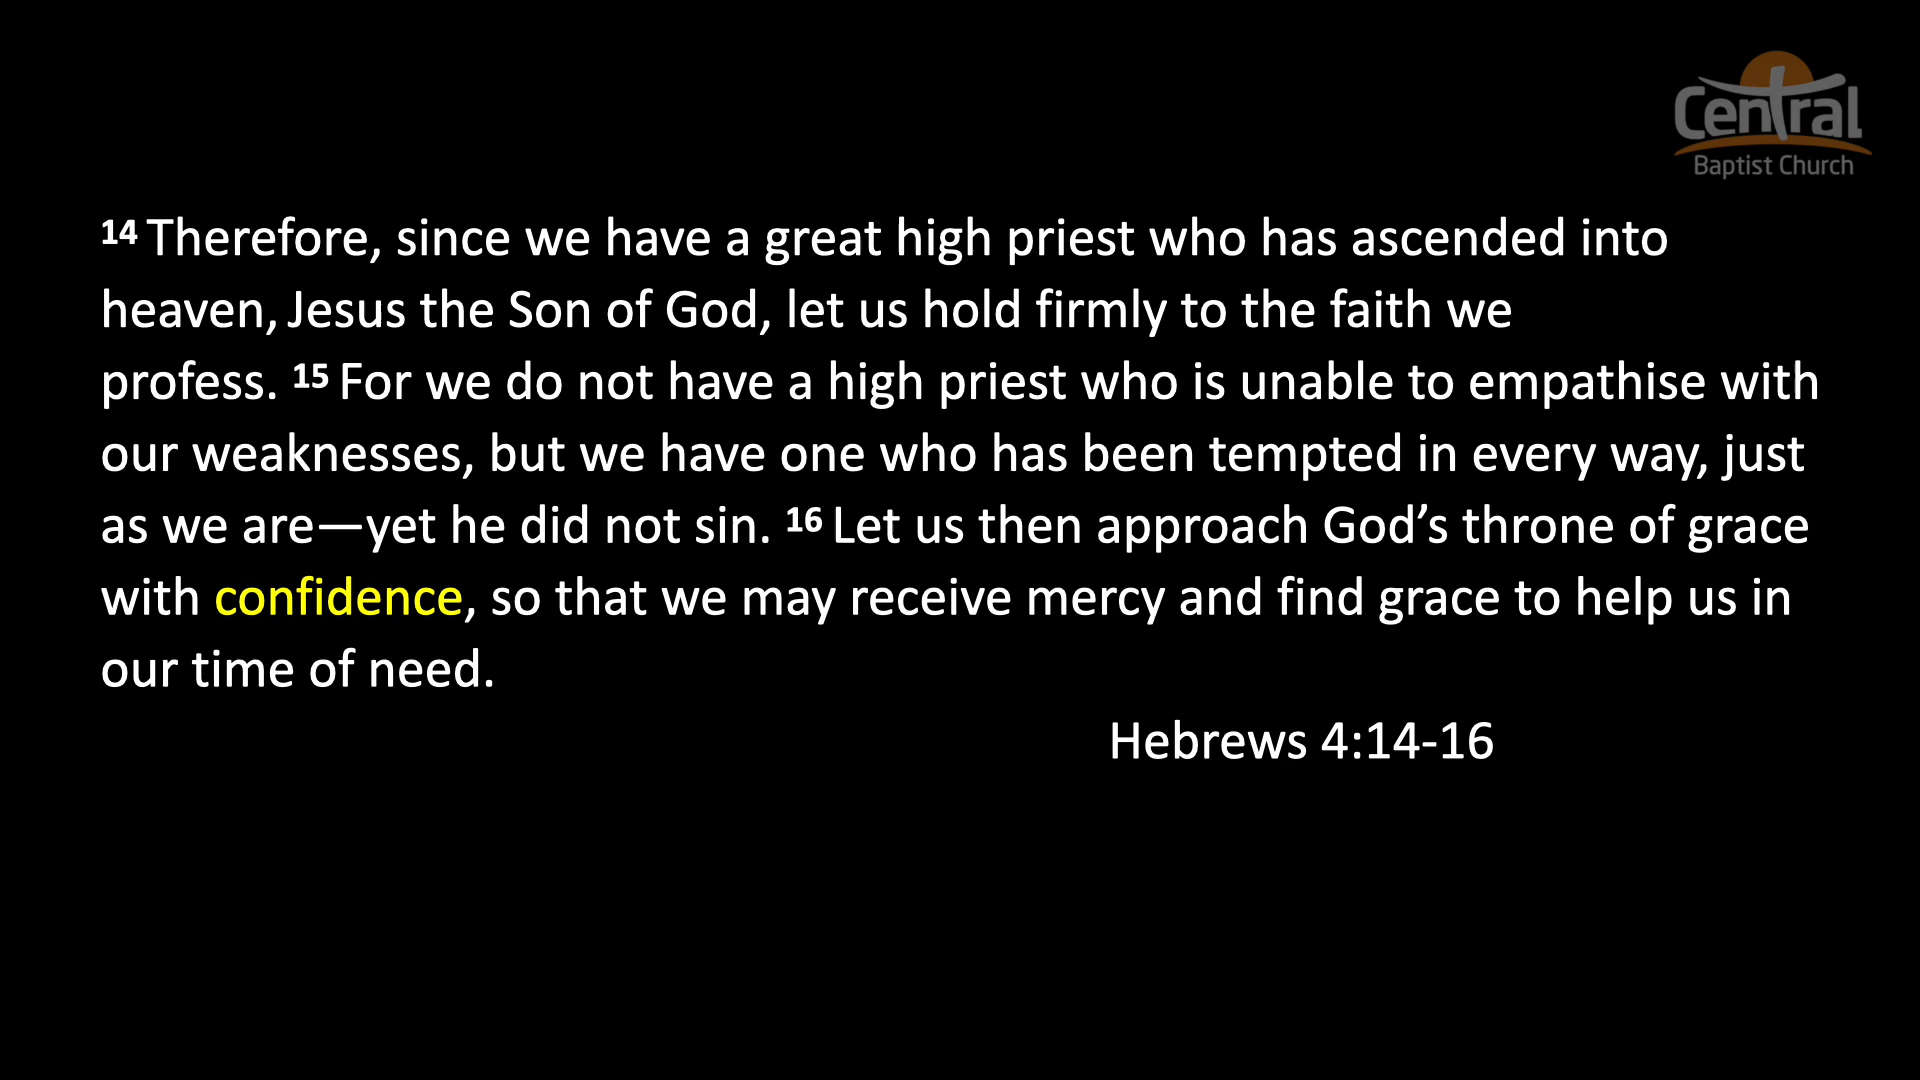 Central
Baptist Church
14 Therefore, since we have a great high priest who has ascended into
heaven, Jesus the Son of God, let us hold firmly to the faith we
profess. 15 For we do not have a high priest who is unable to empathise with
our weaknesses, but we have one who has been tempted in every way, just
as we are—yet he did not sin. 16 Let us then approach God’s throne of grace
with confidence, so that we may receive mercy and find grace to help us in
our time of need.
Hebrews 4:14-16